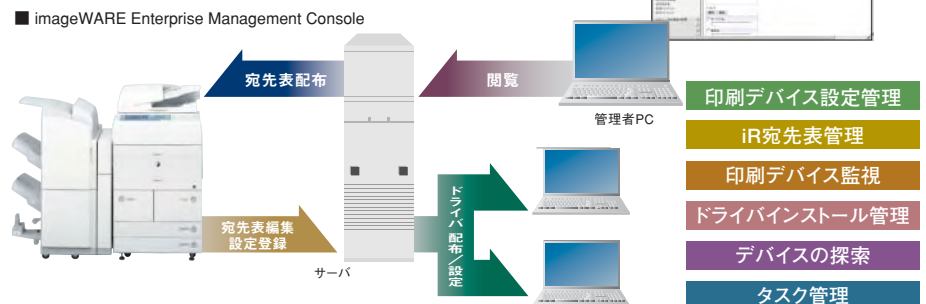 ■ imageWARE Enterprise Management Console
宛先表配布
閲覧
管理者PC
宛先表編集
設定登録
サーバ
ドライバ配布／設定
印刷デバイス設定管理
iR宛先表管理
印刷デバイス監視
ドライバインストール管理
デバイスの探索
タスク管理